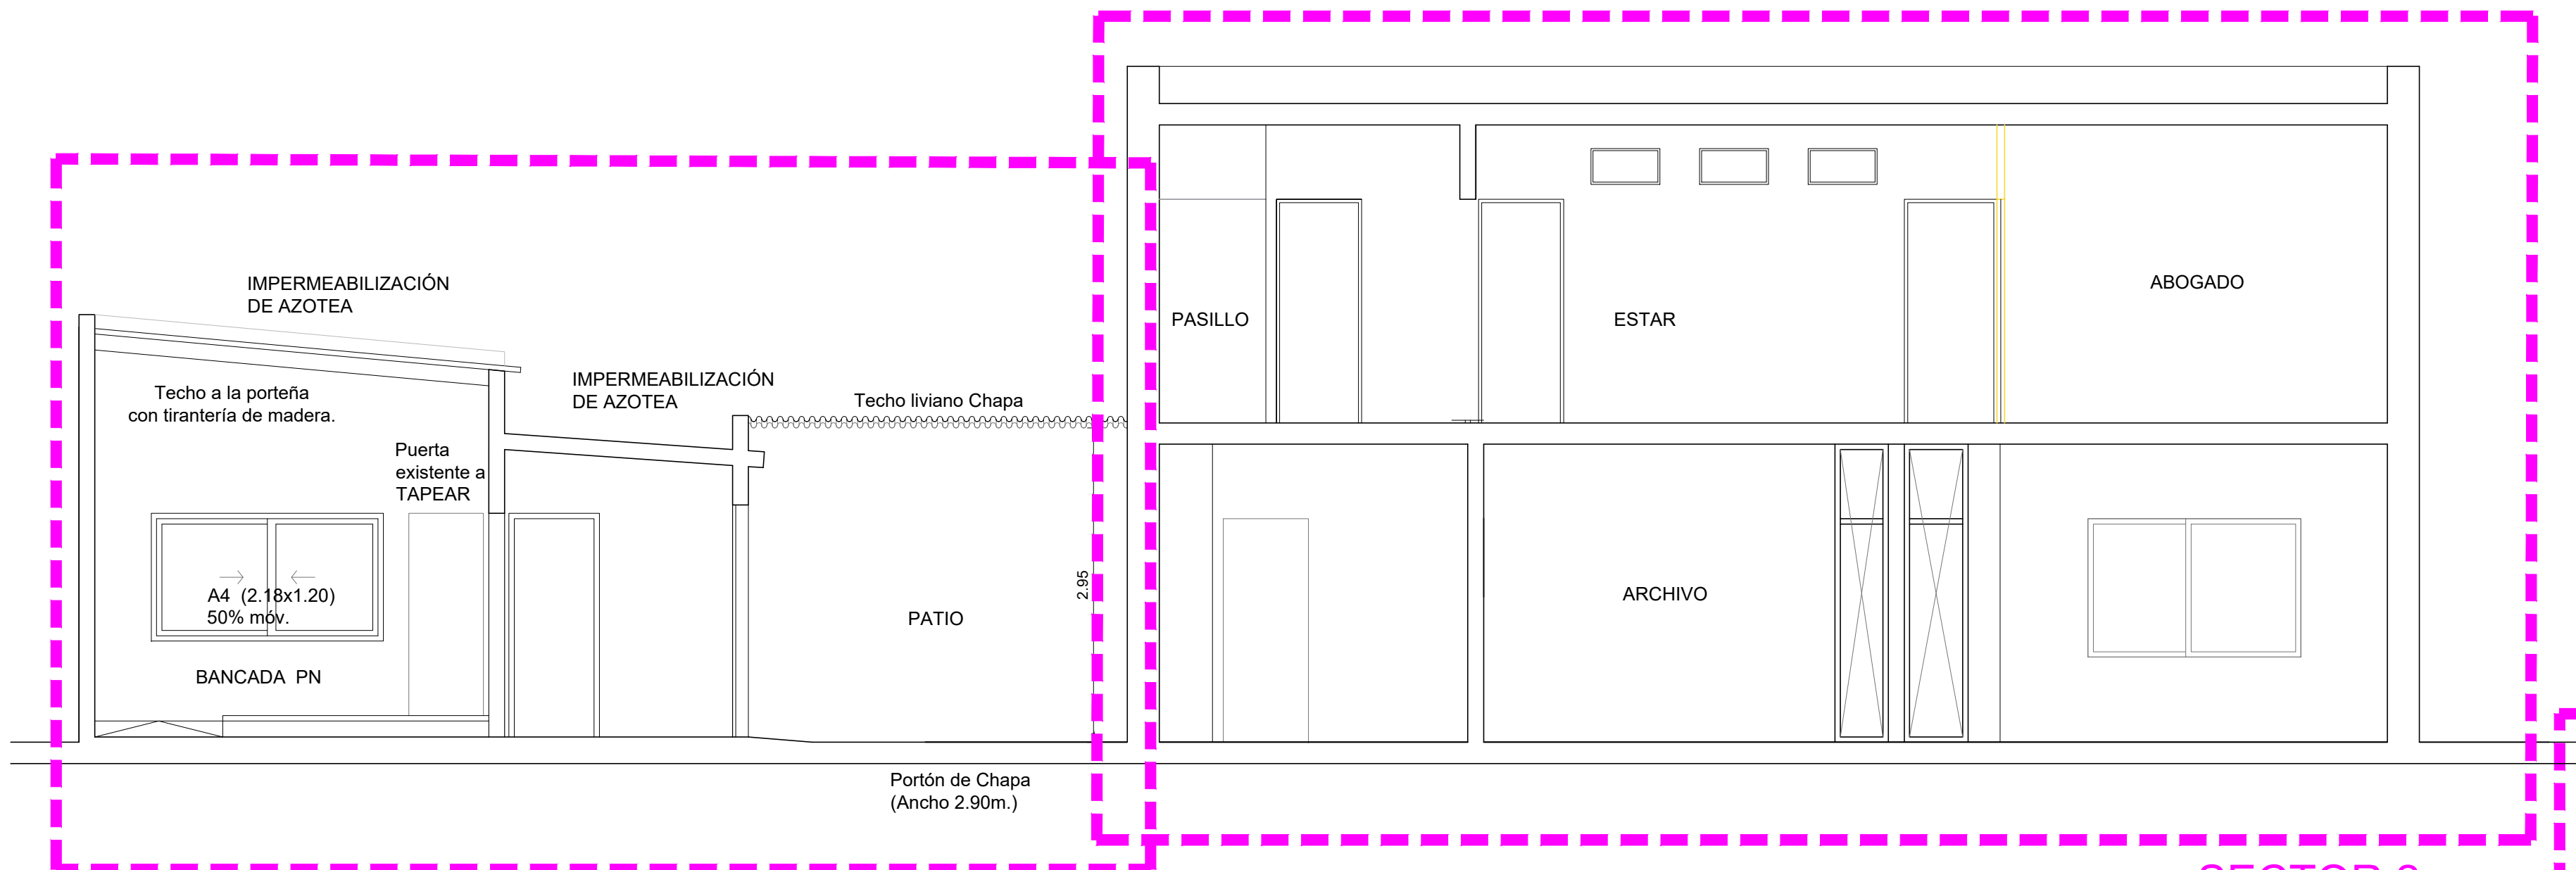 IMPERMEABILIZACIÓN
DE AZOTEA
Techo a la porteña
con tirantería de madera.
IMPERMEABILIZACIÓN
DE AZOTEA
Techo liviano Chapa
Puerta
existente a
TAPEAR
A4 (2.18x1.20)
50% móv.
BANCADA PN
PATIO
2.95
Portón de Chapa
(Ancho 2.90m.)
PASILLO
ESTAR
ABOGADO
ARCHIVO
SECTOR